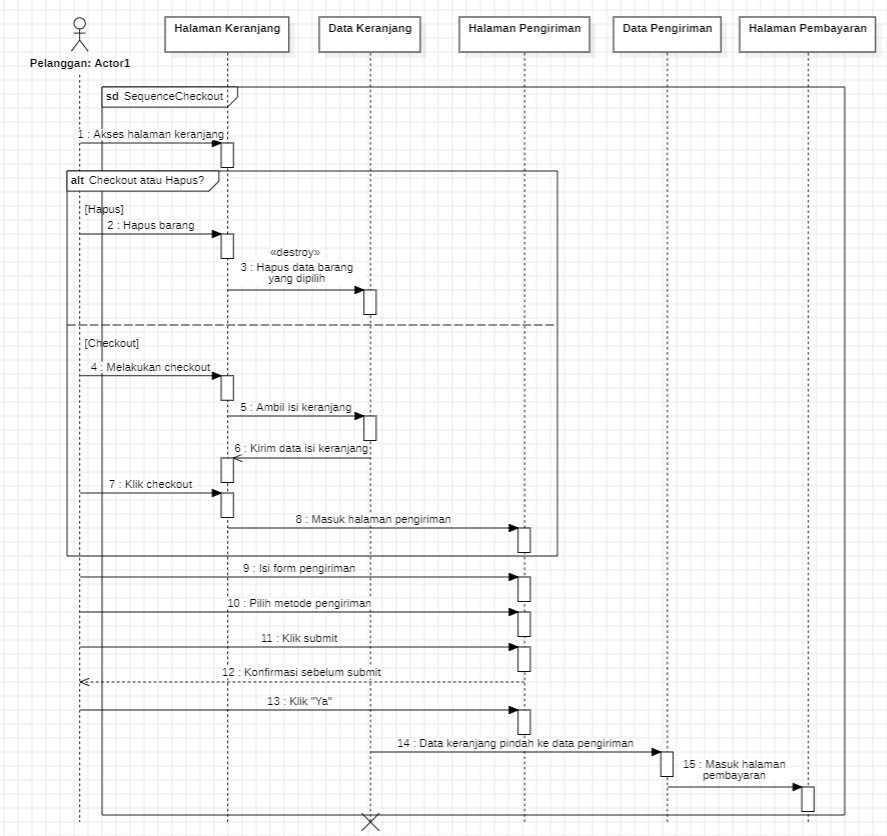 Halaman Keranjang
Data Keranjang
Halaman Pengiriman
Data Pengiriman
Halaman Pembayaran
Pelanggan: Actor1
sd SequenceCheckout
1 : Akses halaman keranjang
alt Checkout atau Hapus?
[Hapus]
2 : Hapus barang
«destroy»
3 : Hapus data barang
yang dipilih
[Checkout]
4 : Melakukan checkout
5 : Ambil isi keranjang
6 : Kirim data isi keranjang
7 : Klik checkout
8 : Masuk halaman pengiriman
9 : Isi form pengiriman
10 : Pilih metode pengiriman
11 : Klik submit
12 : Konfirmasi sebelum submit
13 : Klik "Ya"
14 : Data keranjang pindah ke data pengiriman
15 : Masuk halaman
pembayaran